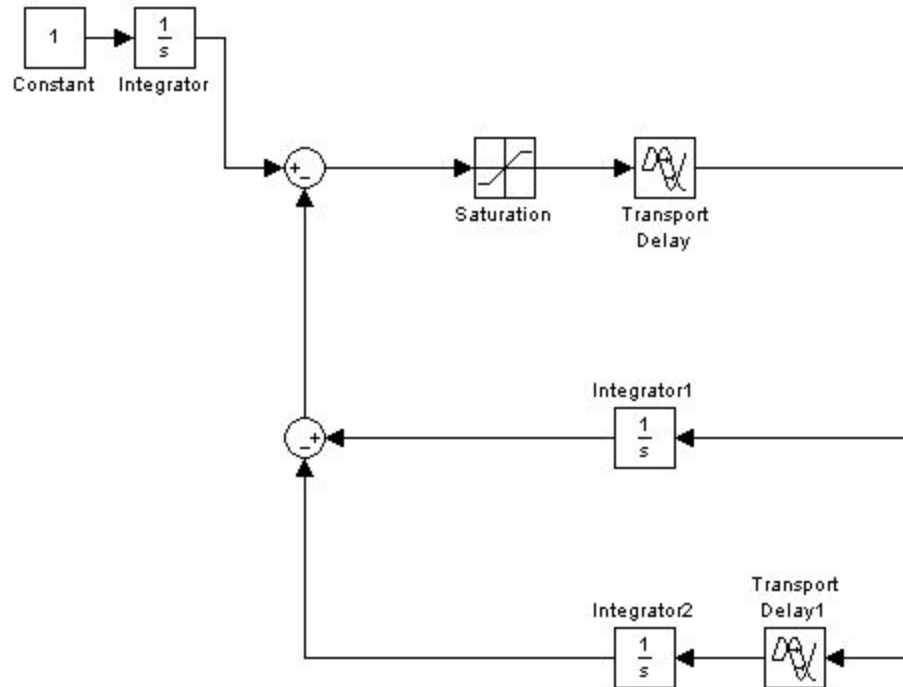 1
1
s
Constant
Integrator
+
−
Saturation
Transport
Delay
Integrator1
1
s
+
−
Transport
Delay1
Integrator2
1
s